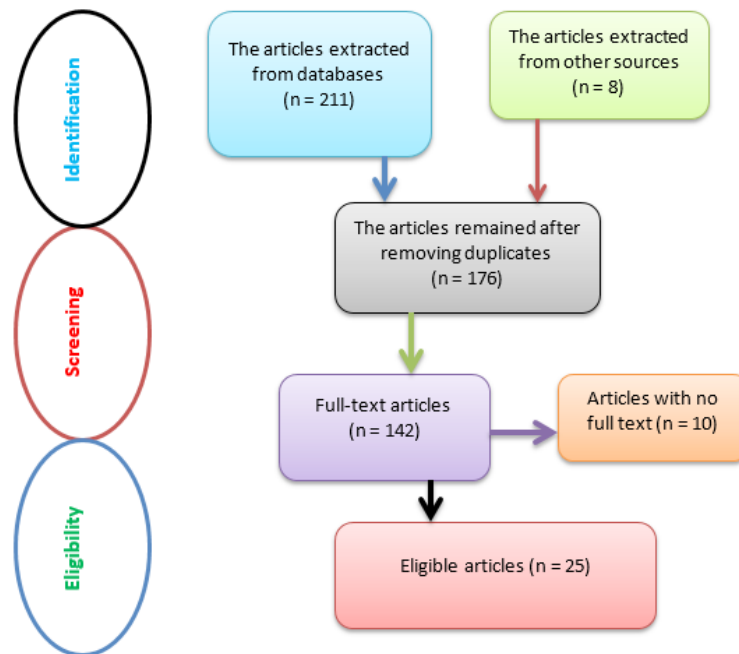 Identification
The articles extracted
from databases
(n = 211)
The articles extracted
from other sources
(n = 8)
The articles remained after
removing duplicates
(n = 176)
Screening
Full-text articles
(n = 142)
Articles with no
full text (n = 10)
Eligibility
Eligible articles (n = 25)